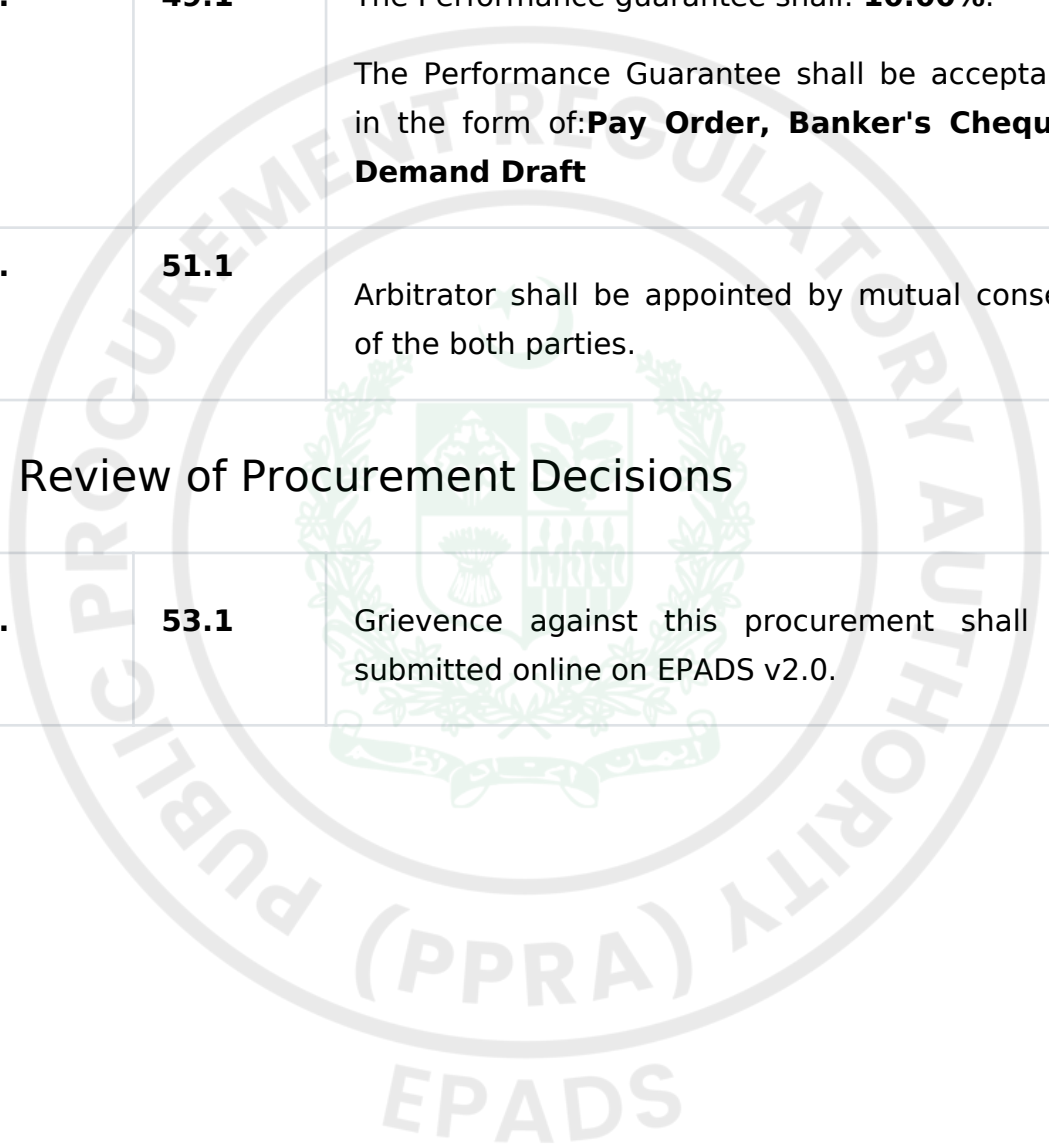 . 49.1 The Performance guarantee shall: 10.00%.
The Performance Guarantee shall be accepta
in the form of:Pay Order, Banker's Chequ
Demand Draft
. 51.1
Arbitrator shall be appointed by mutual conse
of the both parties.
Review of Procurement Decisions
. 53.1 Grievence against this procurement shall
submitted online on EPADS v2.0.
PUBLIC PROCUREMENT REGULATORY AUTHORITY
(PPRA)
EPADS